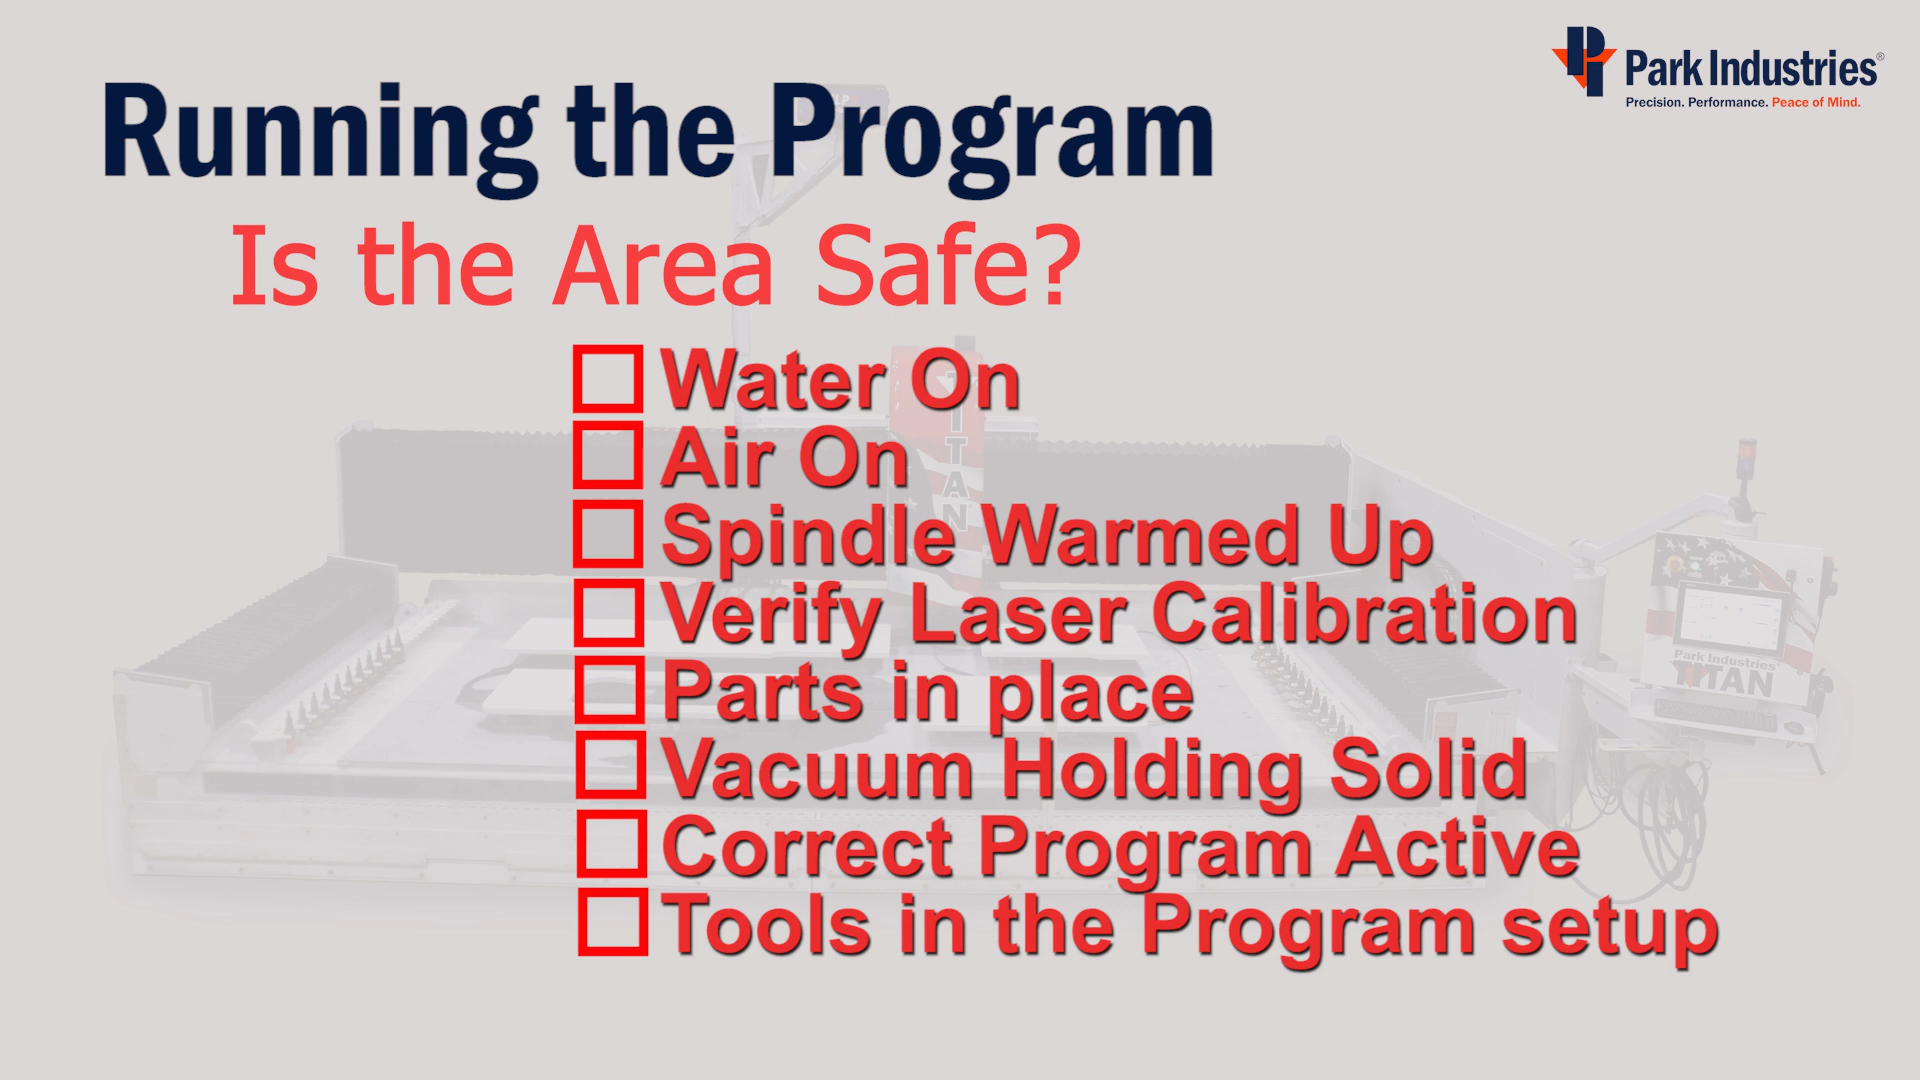 Park Industries®
Precision. Performance. Peace of Mind.
Running the Program
Is the Area Safe?
Water On
Air On
Spindle Warmed Up
Verify Laser Calibration
Parts in place
Vacuum Holding Solid
Correct Program Active
Tools in the Program setup
TITAN
Park Industries
TITAN